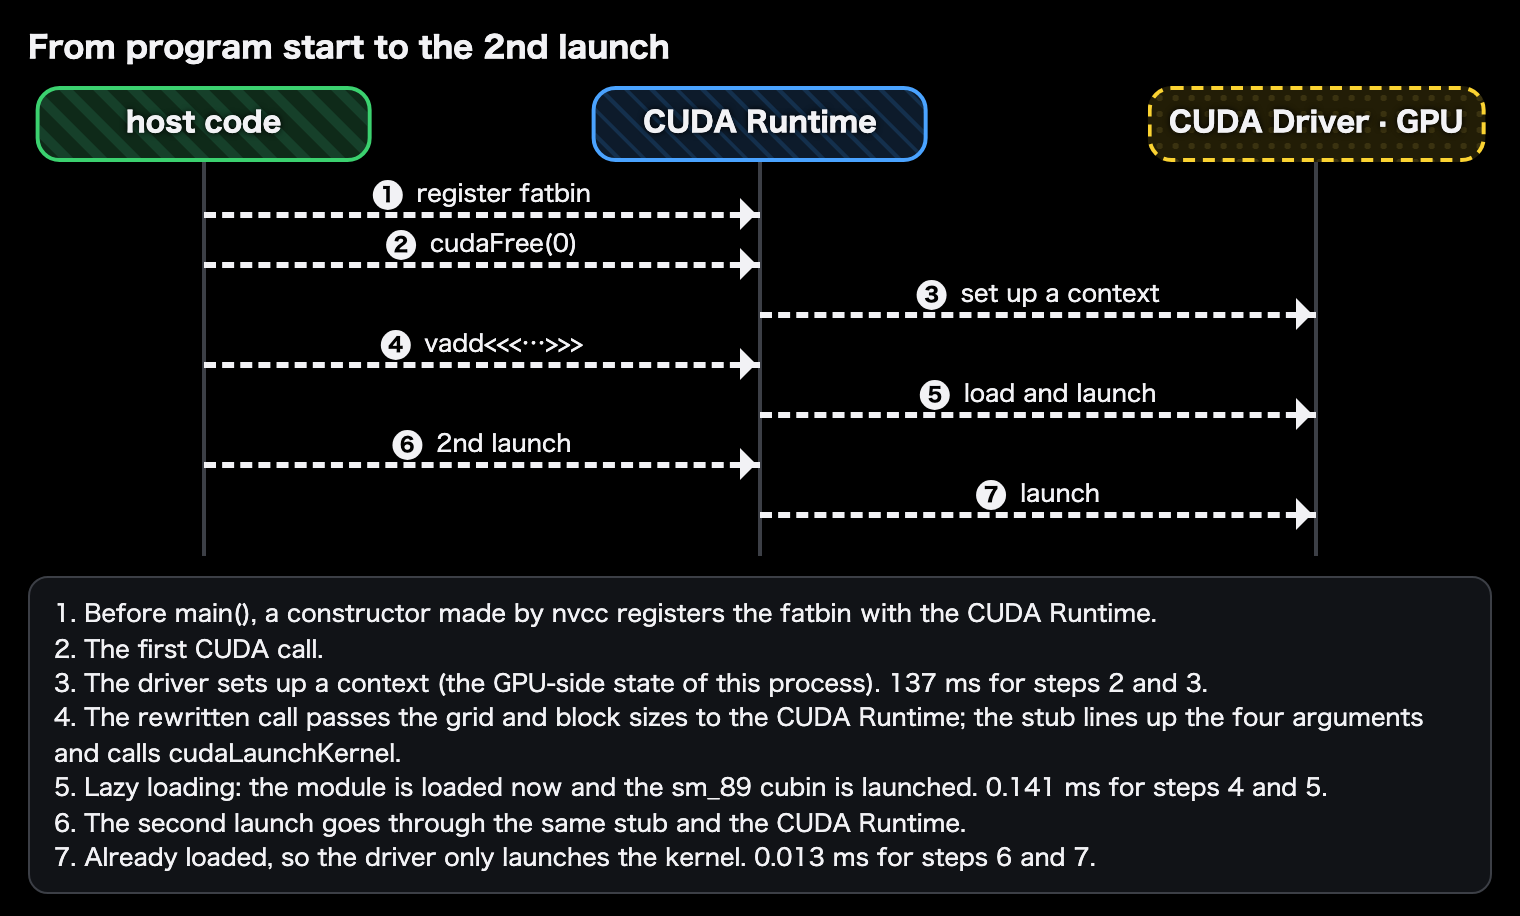 From program start to the 2nd launch
host code
CUDA Runtime
CUDA Driver · GPU
1 register fatbin
2 cudaFree(0)
3 set up a context
4 vadd<<<⋯>>>
5 load and launch
6 2nd launch
7 launch
1. Before main(), a constructor made by nvcc registers the fatbin with the CUDA Runtime.
2. The first CUDA call.
3. The driver sets up a context (the GPU-side state of this process). 137 ms for steps 2 and 3.
4. The rewritten call passes the grid and block sizes to the CUDA Runtime; the stub lines up the four arguments
and calls cudaLaunchKernel.
5. Lazy loading: the module is loaded now and the sm_89 cubin is launched. 0.141 ms for steps 4 and 5.
6. The second launch goes through the same stub and the CUDA Runtime.
7. Already loaded, so the driver only launches the kernel. 0.013 ms for steps 6 and 7.